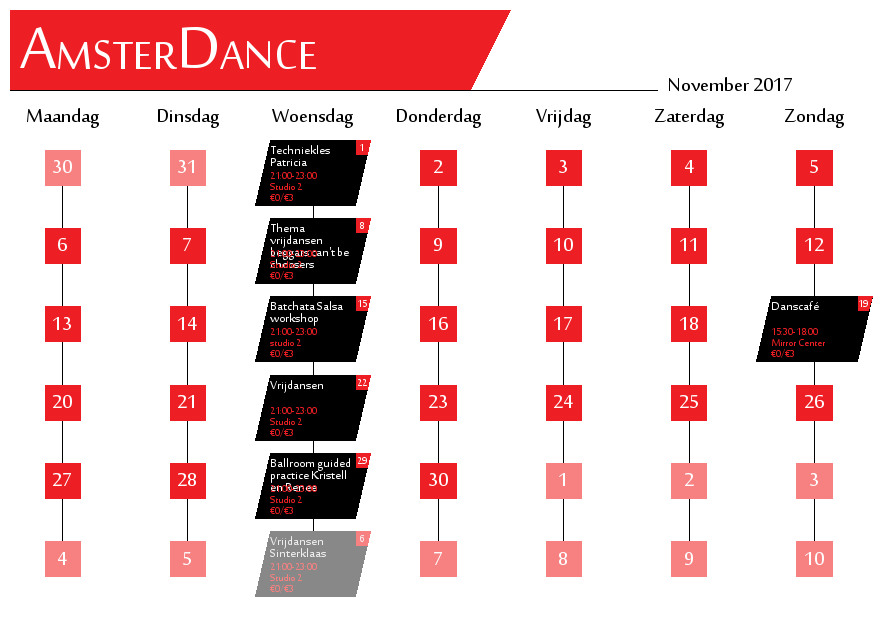 AmsterDance
November 2017
Maandag Dinsdag Woensdag Donderdag Vrijdag Zaterdag Zondag
30 31
Techniekles 1
Patricia
21:00-23:00
Studio 2
€0/€3
2 3 4 5
6 7
Thema 8
vrijdansen
beggars can't be
choosers
€0/€3
9 10 11 12
13 14
Batchata Salsa 15
workshop
21:00-23:00
studio 2
€0/€3
16 17 18
Danscafé 19
15:30-18:00
Mirror Center
€0/€3
20 21
Vrijdansen 22
21:00-23:00
Studio 2
€0/€3
23 24 25 26
27 28
Ballroom guided 29
practice Kristell
en Rense
Studio 2
€0/€3
30 1 2 3
4 5
Vrijdansen 6
Sinterklaas
21:00-23:00
Studio 2
€0/€3
7 8 9 10